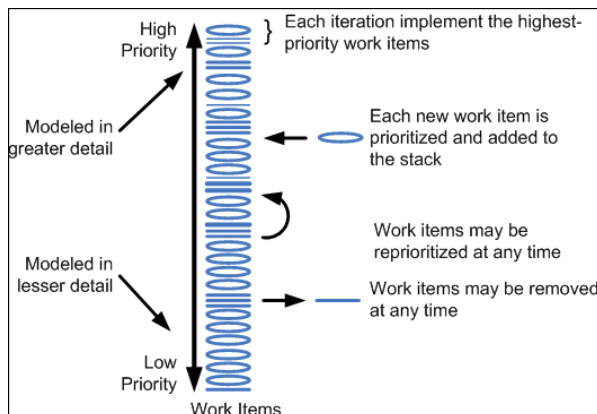 High
Priority
Each iteration implement the highest-
priority work items
Modeled in
greater detail
Each new work item is
prioritized and added to
the stack
Work items may be
reprioritized at any time
Modeled in
lesser detail
Work items may be removed
at any time
Low
Priority
Work Items